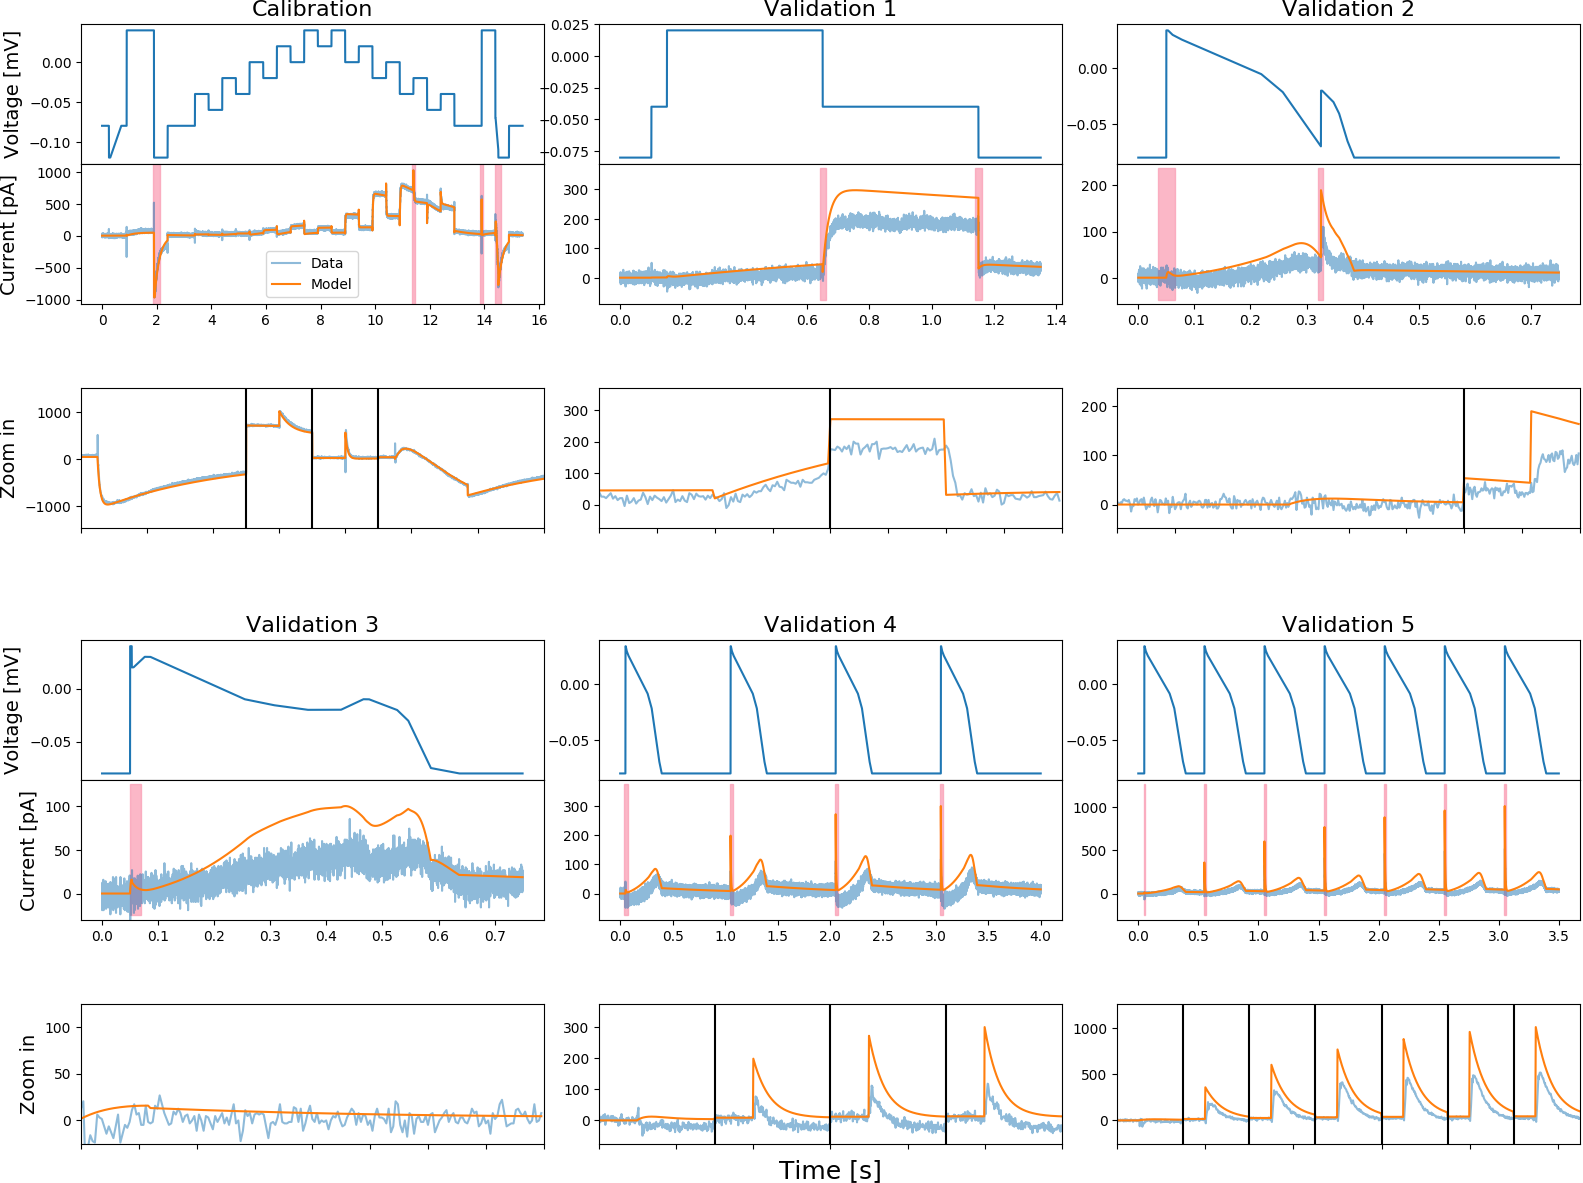 Calibration
Validation 1
Validation 2
Voltage [mV]
0.00
−0.05
−0.10
0.025
0.000
−0.025
−0.050
−0.075
0.00
−0.05
Current [pA]
1000
500
0
−500
−1000
Data
Model
300
200
100
0
200
100
0
0 2 4 6 8 10 12 14 16
0.0 0.2 0.4 0.6 0.8 1.0 1.2 1.4
0.0 0.1 0.2 0.3 0.4 0.5 0.6 0.7
Zoom in
1000
0
−1000
300
200
100
0
200
100
0
Validation 3
Validation 4
Validation 5
Voltage [mV]
0.00
−0.05
0.00
−0.05
0.00
−0.05
Current [pA]
100
50
0
300
200
100
0
1000
500
0
0.0 0.1 0.2 0.3 0.4 0.5 0.6 0.7
0.0 0.5 1.0 1.5 2.0 2.5 3.0 3.5 4.0
0.0 0.5 1.0 1.5 2.0 2.5 3.0 3.5
Zoom in
100
50
0
300
200
100
0
1000
500
0
Time [s]